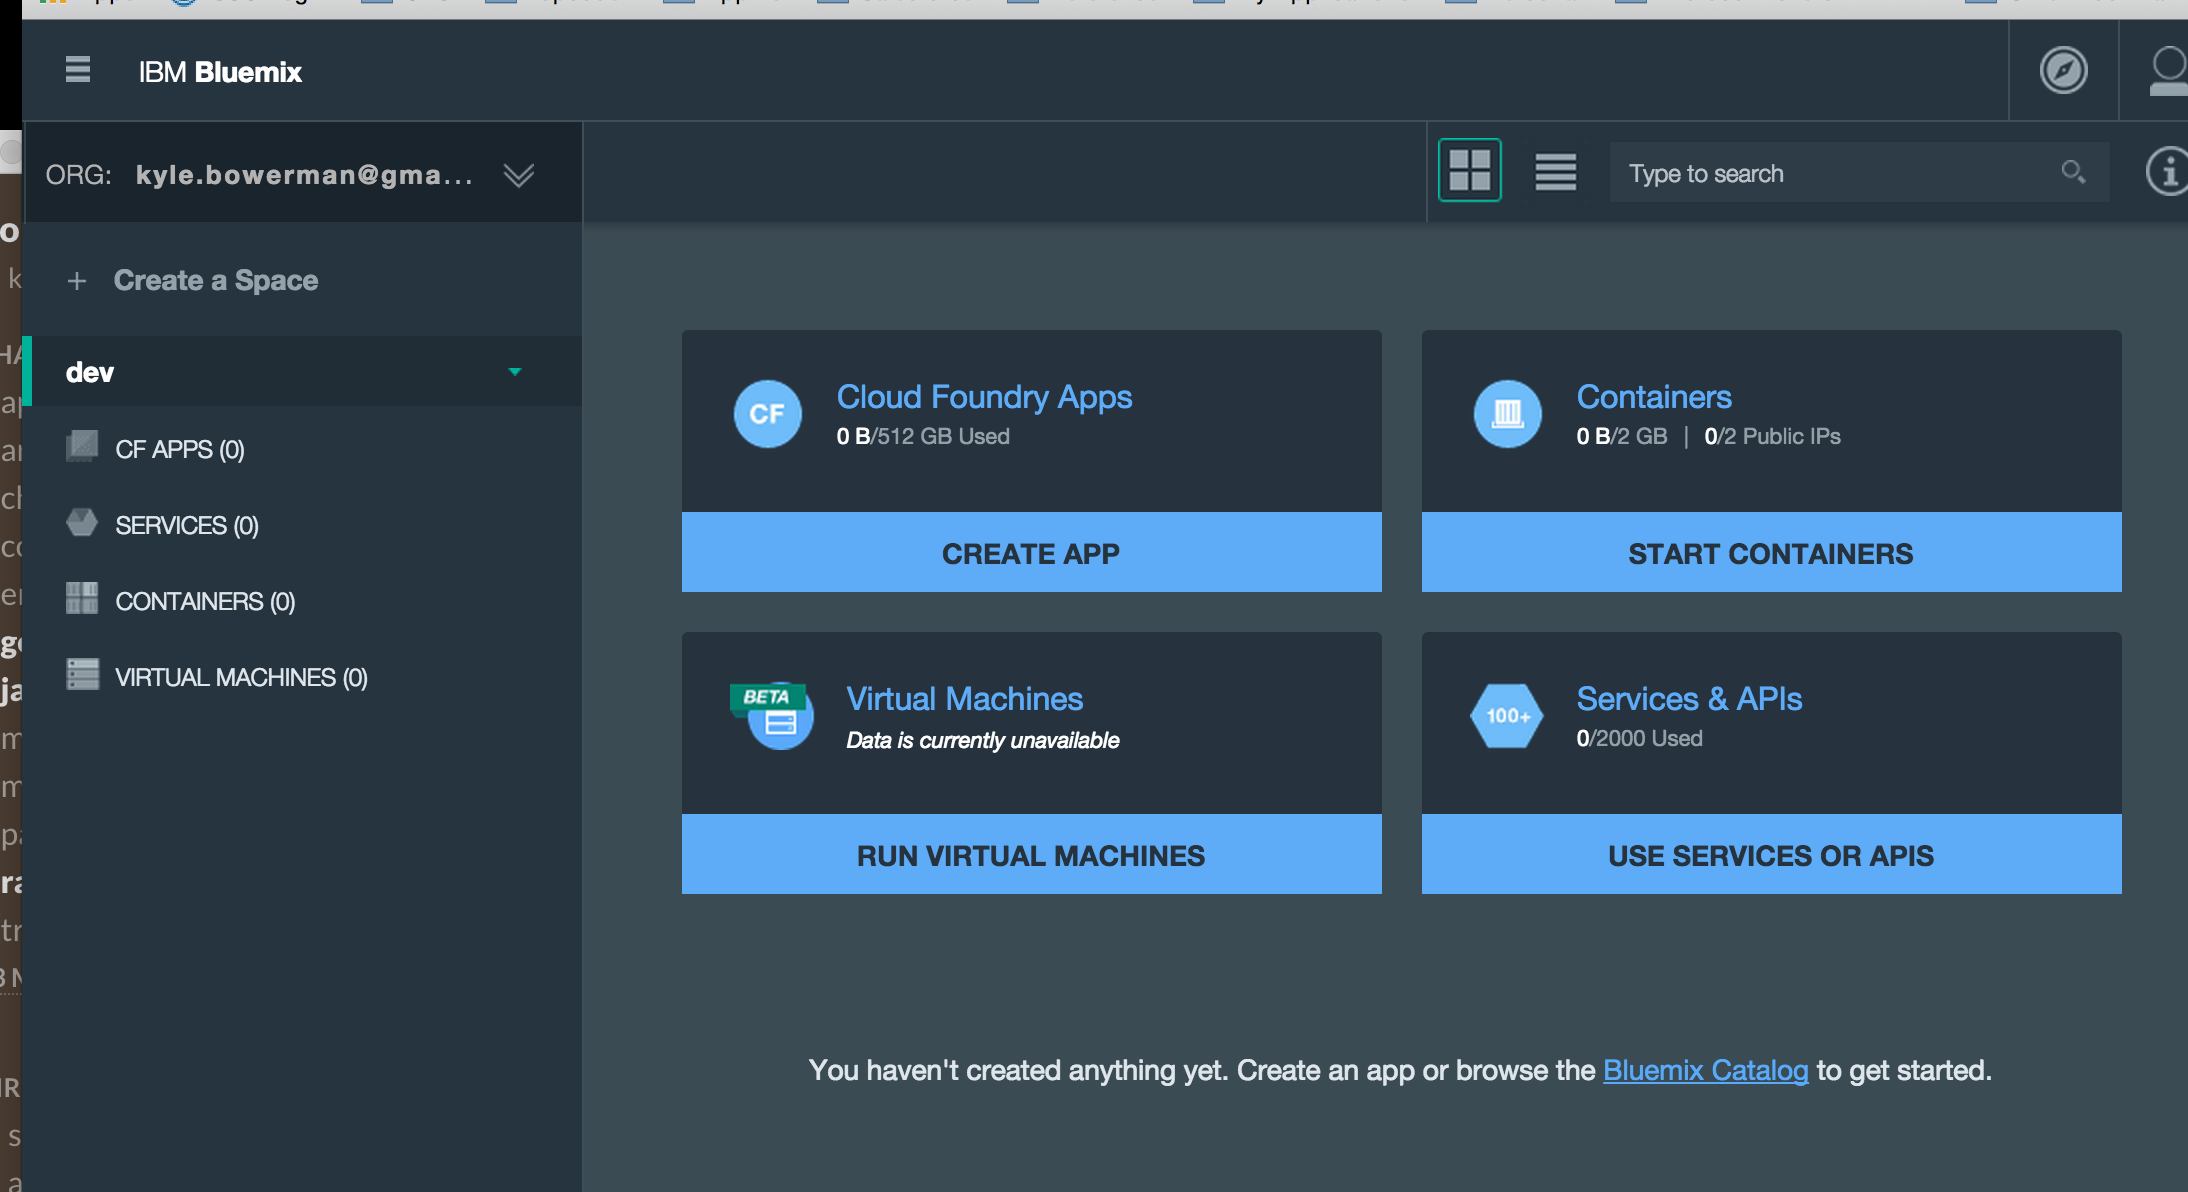 IBM Bluemix
ORG: kyle.bowerman@gma...
Type to search
+ Create a Space
dev
CF APPS (0)
SERVICES (0)
CONTAINERS (0)
VIRTUAL MACHINES (0)
CF
Cloud Foundry Apps
0 B/512 GB Used
CREATE APP
Containers
0 B/2 GB | 0/2 Public IPs
START CONTAINERS
BETA
Virtual Machines
Data is currently unavailable
RUN VIRTUAL MACHINES
100+
Services & APIs
0/2000 Used
USE SERVICES OR APIS
You haven't created anything yet. Create an app or browse the Bluemix Catalog to get started.